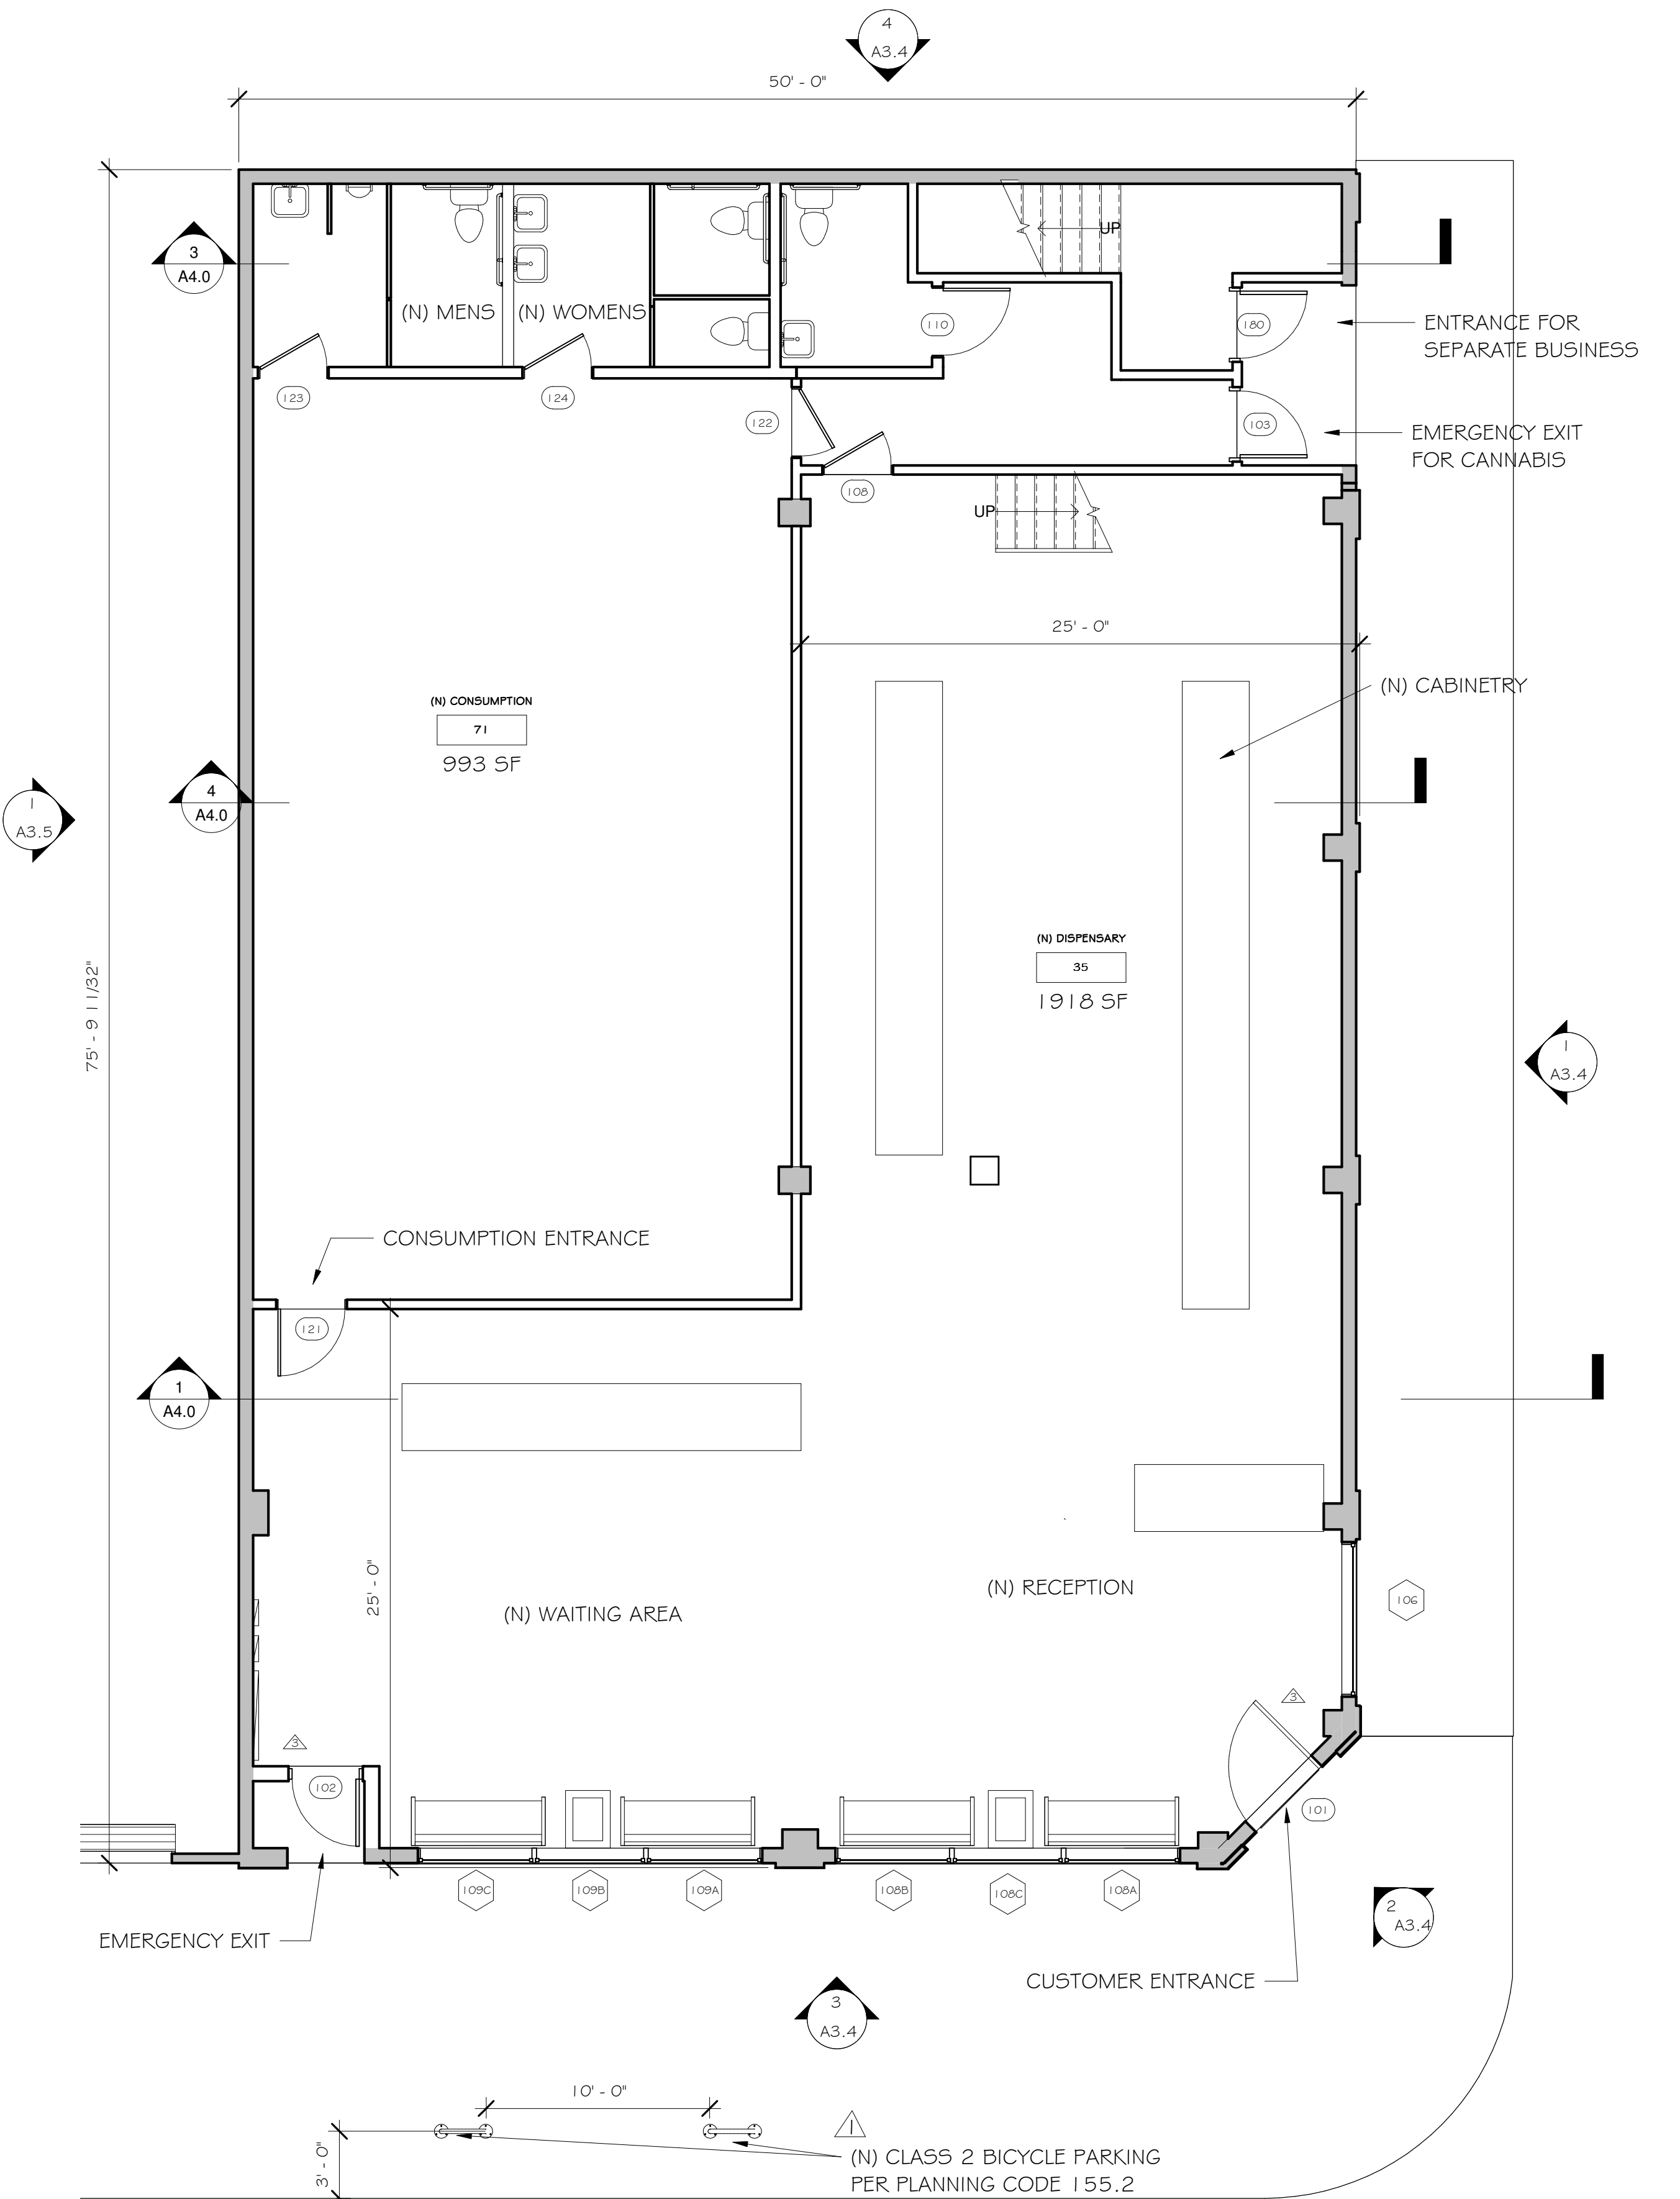 4
A3.4
50' - 0"
3
A4.0
UP
(N) MENS
(N) WOMENS
110
180
ENTRANCE FOR
SEPARATE BUSINESS
123
124
122
103
EMERGENCY EXIT
FOR CANNABIS
108
UP
25' - 0"
(N) CABINETRY
(N) CONSUMPTION
71
993 SF
4
A4.0
1
A3.5
(N) DISPENSARY
35
1918 SF
75' - 9 11/32"
1
A3.4
CONSUMPTION ENTRANCE
121
1
A4.0
25' - 0"
(N) RECEPTION
(N) WAITING AREA
106
3
3
102
101
109C
109B
109A
108B
108C
108A
2
A3.4
EMERGENCY EXIT
CUSTOMER ENTRANCE
3
A3.4
10' - 0"
1
3' - 0"
(N) CLASS 2 BICYCLE PARKING
PER PLANNING CODE 155.2